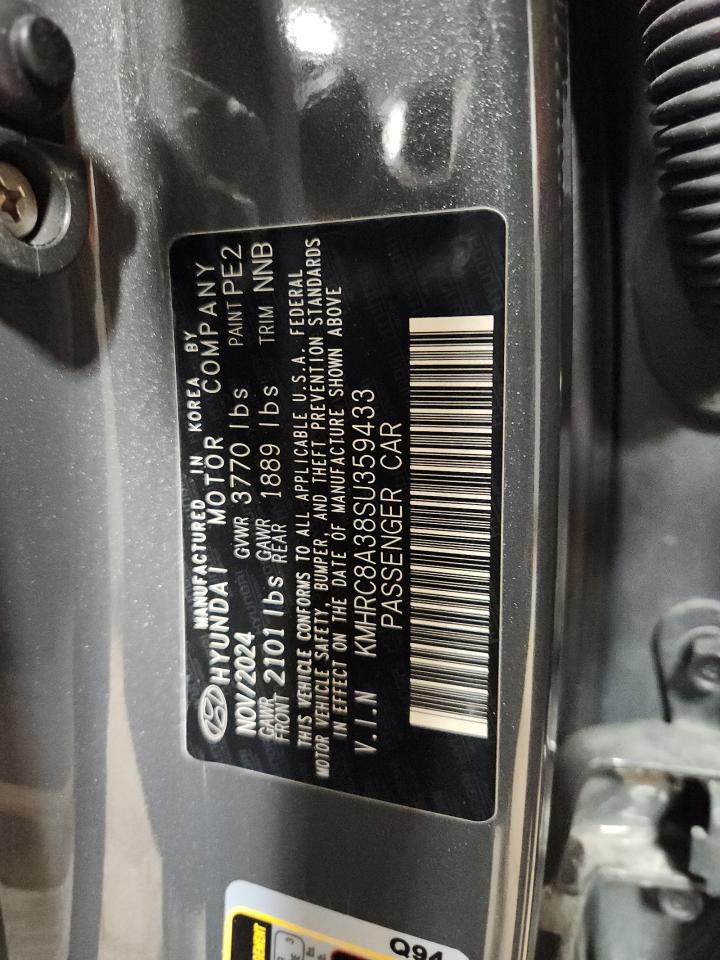 MANUFACTURED IN KOREA BY
HYUNDAI MOTOR COMPANY
NOV/2024 GVWR 3770 lbs PAINT PE2
GAWR FRONT 2101 lbs GAWR REAR 1889 lbs TRIM NNB
THIS VEHICLE CONFORMS TO ALL APPLICABLE U.S.A. FEDERAL
MOTOR VEHICLE SAFETY, BUMPER, AND THEFT PREVENTION STANDARDS
IN EFFECT ON THE DATE OF MANUFACTURE SHOWN ABOVE
V.I.N KMHRC8A38SU359433
PASSENGER CAR
Q94